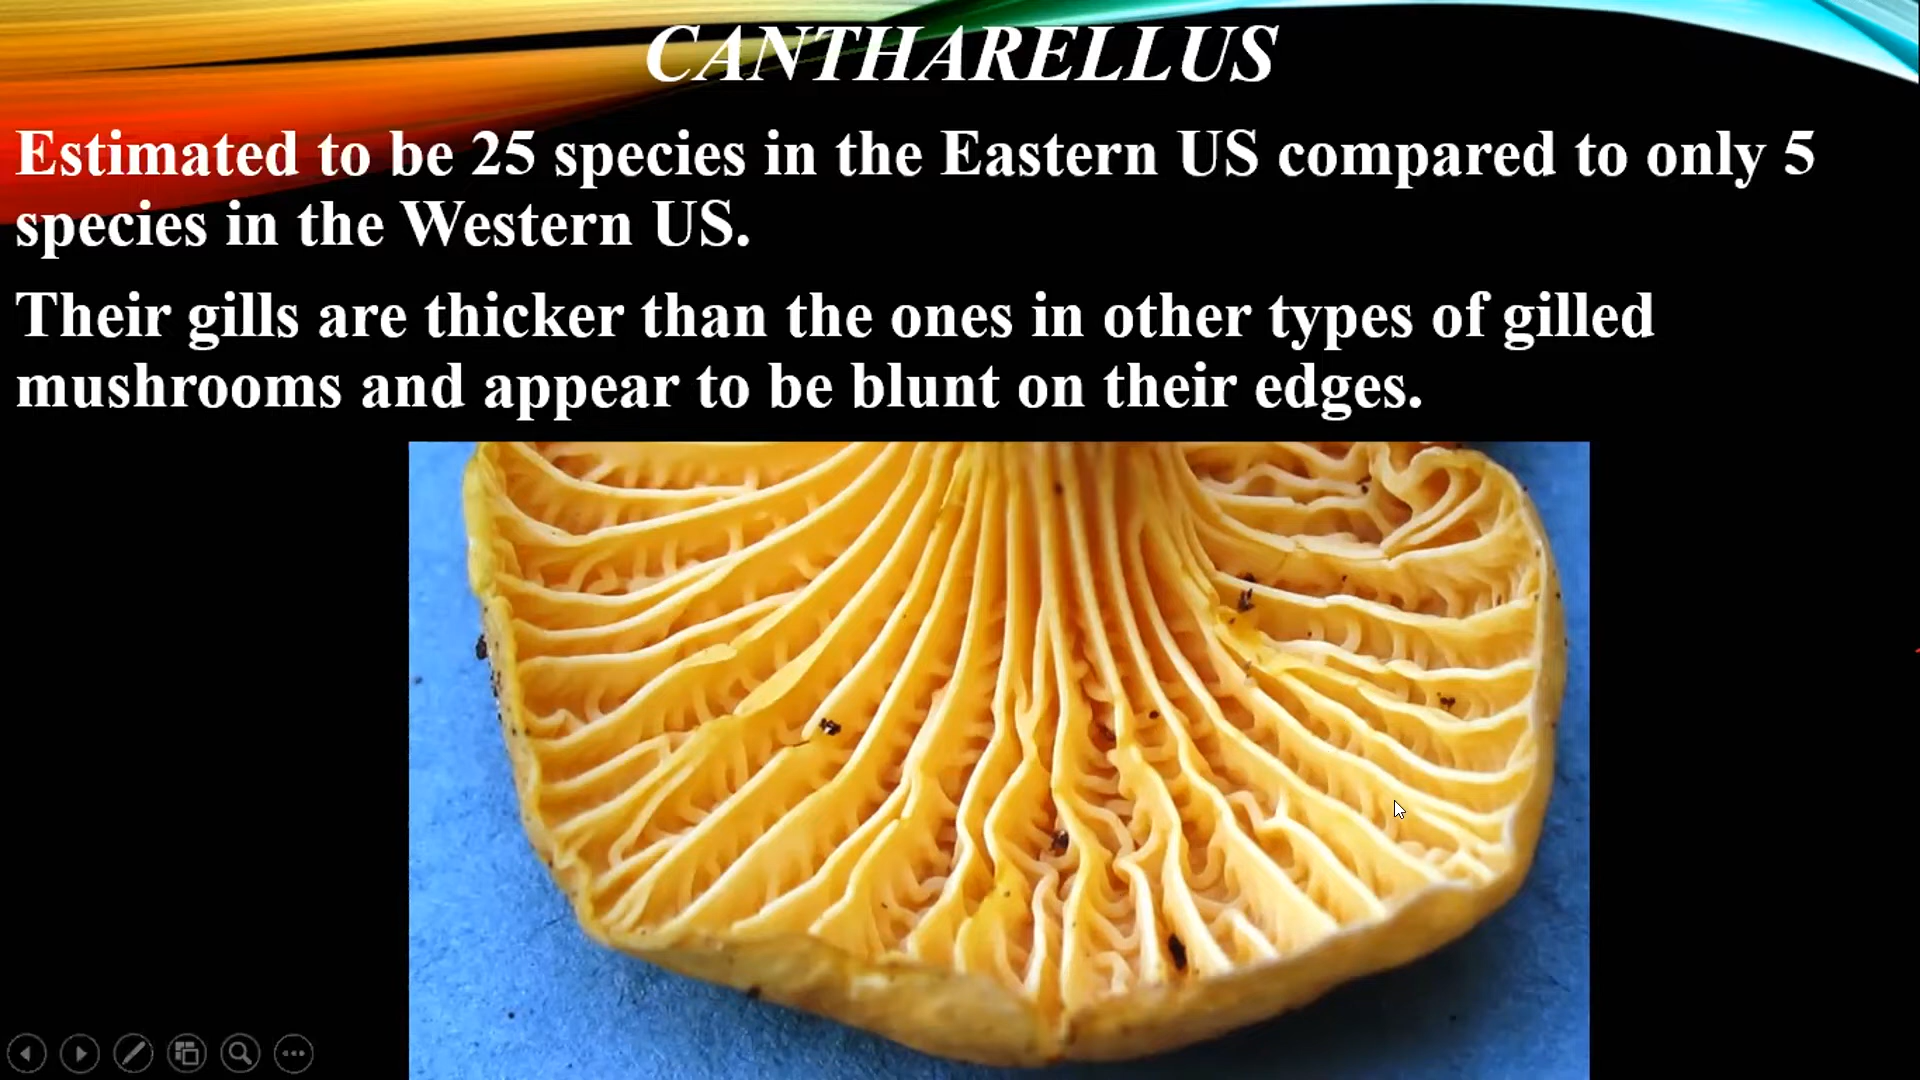 CANTHARELLUS
Estimated to be 25 species in the Eastern US compared to only 5
species in the Western US.
Their gills are thicker than the ones in other types of gilled
mushrooms and appear to be blunt on their edges.